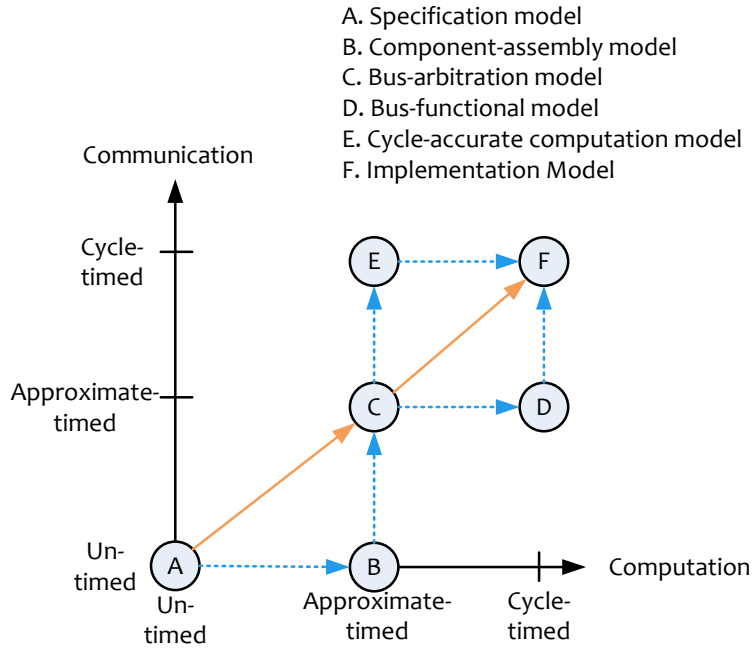 A. Specification model
B. Component-assembly model
C. Bus-arbitration model
D. Bus-functional model
E. Cycle-accurate computation model
F. Implementation Model
Communication
Cycle-
timed
E
F
Approximate-
timed
C
D
Un-
timed
A
B
Computation
Un-
timed
Approximate-
timed
Cycle-
timed